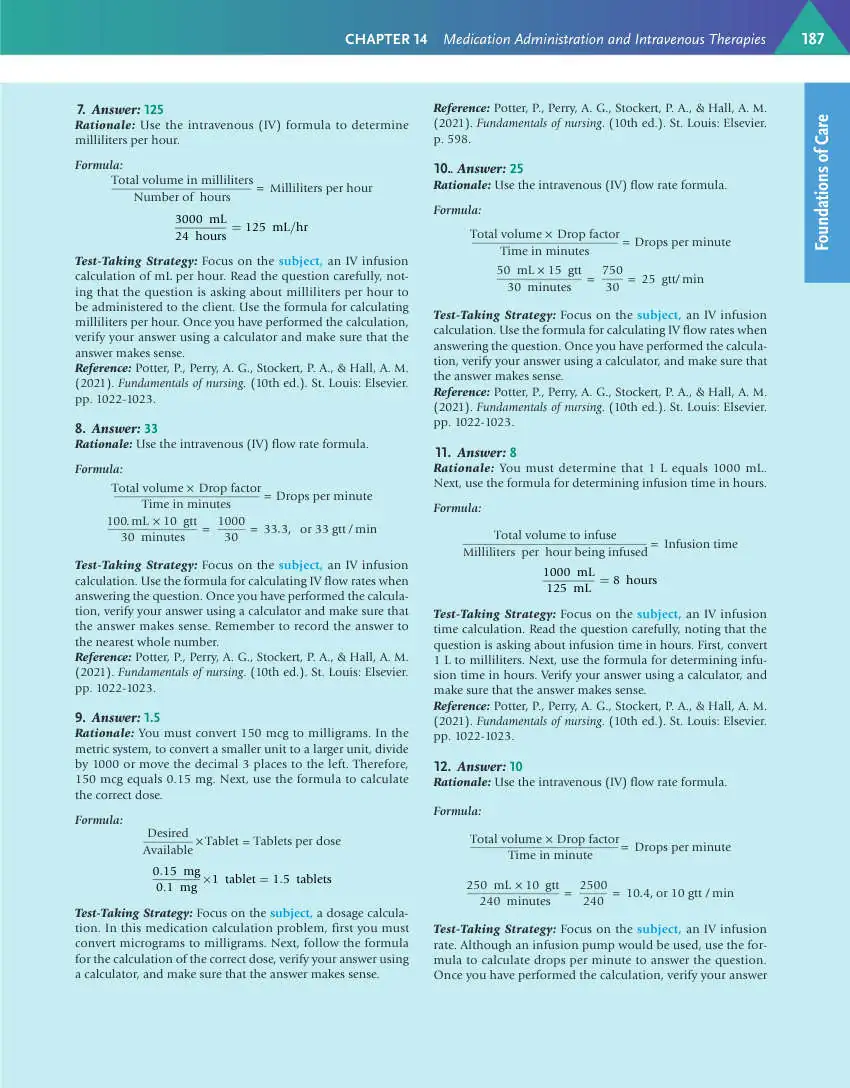 CHAPTER 14 Medication Administration and Intravenous Therapies 187
7. Answer: 125
Rationale: Use the intravenous (IV) formula to determine
milliliters per hour.
Formula:
Total volume in milliliters
Number of hours
= Milliliters per hour
3000 mL
24 hours
= 125 mL/hr
Test-Taking Strategy: Focus on the subject, an IV infusion
calculation of mL per hour. Read the question carefully, not-
ing that the question is asking about milliliters per hour to
be administered to the client. Use the formula for calculating
milliliters per hour. Once you have performed the calculation,
verify your answer using a calculator and make sure that the
answer makes sense.
Reference: Potter, P., Perry, A. G., Stockert, P. A., & Hall, A. M.
(2021). Fundamentals of nursing. (10th ed.). St. Louis: Elsevier.
pp. 1022-1023.
8. Answer: 33
Rationale: Use the intravenous (IV) flow rate formula.
Formula:
Total volume × Drop factor
Time in minutes
= Drops per minute
100. mL × 10 gtt
30 minutes
=
1000
30
= 33.3, or 33 gtt / min
Test-Taking Strategy: Focus on the subject, an IV infusion
calculation. Use the formula for calculating IV flow rates when
answering the question. Once you have performed the calcula-
tion, verify your answer using a calculator and make sure that
the answer makes sense. Remember to record the answer to
the nearest whole number.
Reference: Potter, P., Perry, A. G., Stockert, P. A., & Hall, A. M.
(2021). Fundamentals of nursing. (10th ed.). St. Louis: Elsevier.
pp. 1022-1023.
9. Answer: 1.5
Rationale: You must convert 150 mcg to milligrams. In the
metric system, to convert a smaller unit to a larger unit, divide
by 1000 or move the decimal 3 places to the left. Therefore,
150 mcg equals 0.15 mg. Next, use the formula to calculate
the correct dose.
Formula:
Desired
Available
× Tablet = Tablets per dose
0.15 mg
0.1 mg
×1 tablet = 1.5 tablets
Test-Taking Strategy: Focus on the subject, a dosage calcula-
tion. In this medication calculation problem, first you must
convert micrograms to milligrams. Next, follow the formula
for the calculation of the correct dose, verify your answer using
a calculator, and make sure that the answer makes sense.
Reference: Potter, P., Perry, A. G., Stockert, P. A., & Hall, A. M.
(2021). Fundamentals of nursing. (10th ed.). St. Louis: Elsevier.
p. 598.
10.. Answer: 25
Rationale: Use the intravenous (IV) flow rate formula.
Formula:
Total volume × Drop factor
Time in minutes
= Drops per minute
50 mL × 15 gtt
30 minutes
=
750
30
= 25 gtt/ min
Test-Taking Strategy: Focus on the subject, an IV infusion
calculation. Use the formula for calculating IV flow rates when
answering the question. Once you have performed the calcula-
tion, verify your answer using a calculator, and make sure that
the answer makes sense.
Reference: Potter, P., Perry, A. G., Stockert, P. A., & Hall, A. M.
(2021). Fundamentals of nursing. (10th ed.). St. Louis: Elsevier.
pp. 1022-1023.
11. Answer: 8
Rationale: You must determine that 1 L equals 1000 mL.
Next, use the formula for determining infusion time in hours.
Formula:
Total volume to infuse
Milliliters per hour being infused
= Infusion time
1000 mL
125 mL
= 8 hours
Test-Taking Strategy: Focus on the subject, an IV infusion
time calculation. Read the question carefully, noting that the
question is asking about infusion time in hours. First, convert
1 L to milliliters. Next, use the formula for determining infu-
sion time in hours. Verify your answer using a calculator, and
make sure that the answer makes sense.
Reference: Potter, P., Perry, A. G., Stockert, P. A., & Hall, A. M.
(2021). Fundamentals of nursing. (10th ed.). St. Louis: Elsevier.
pp. 1022-1023.
12. Answer: 10
Rationale: Use the intravenous (IV) flow rate formula.
Formula:
Total volume × Drop factor
Time in minute
= Drops per minute
250 mL × 10 gtt
240 minutes
=
2500
240
= 10.4, or 10 gtt / min
Test-Taking Strategy: Focus on the subject, an IV infusion
rate. Although an infusion pump would be used, use the for-
mula to calculate drops per minute to answer the question.
Once you have performed the calculation, verify your answer
Foundations of Care